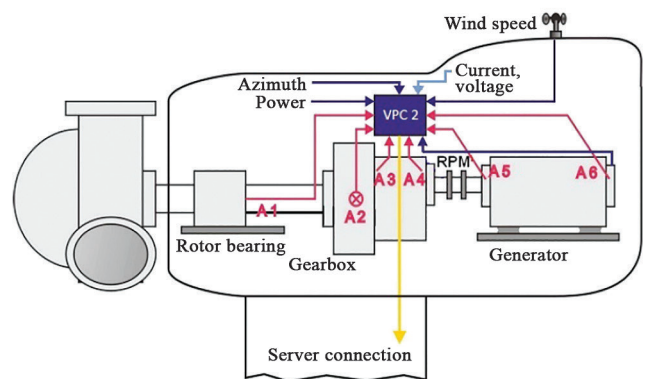 Wind speed
Azimuth
Power
Current,
voltage
VPC 2
RPM
A1
A2
A3
A4
A5
A6
Rotor bearing
Gearbox
Generator
Server connection